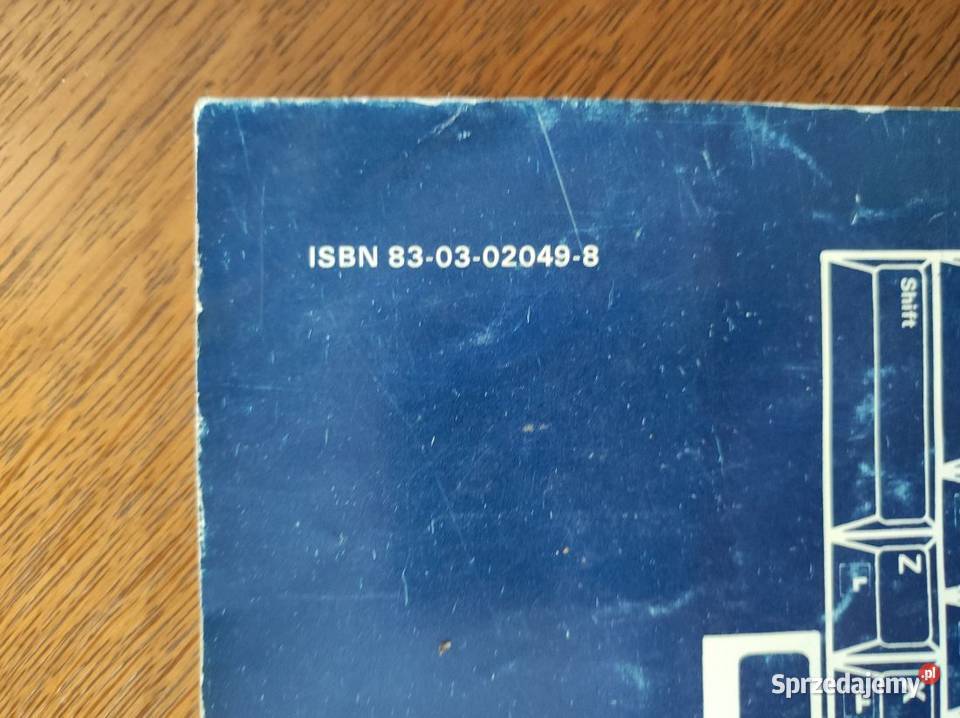 ISBN 83-03-02049-8
Shift
Z
X
Sprzedajemy.pl